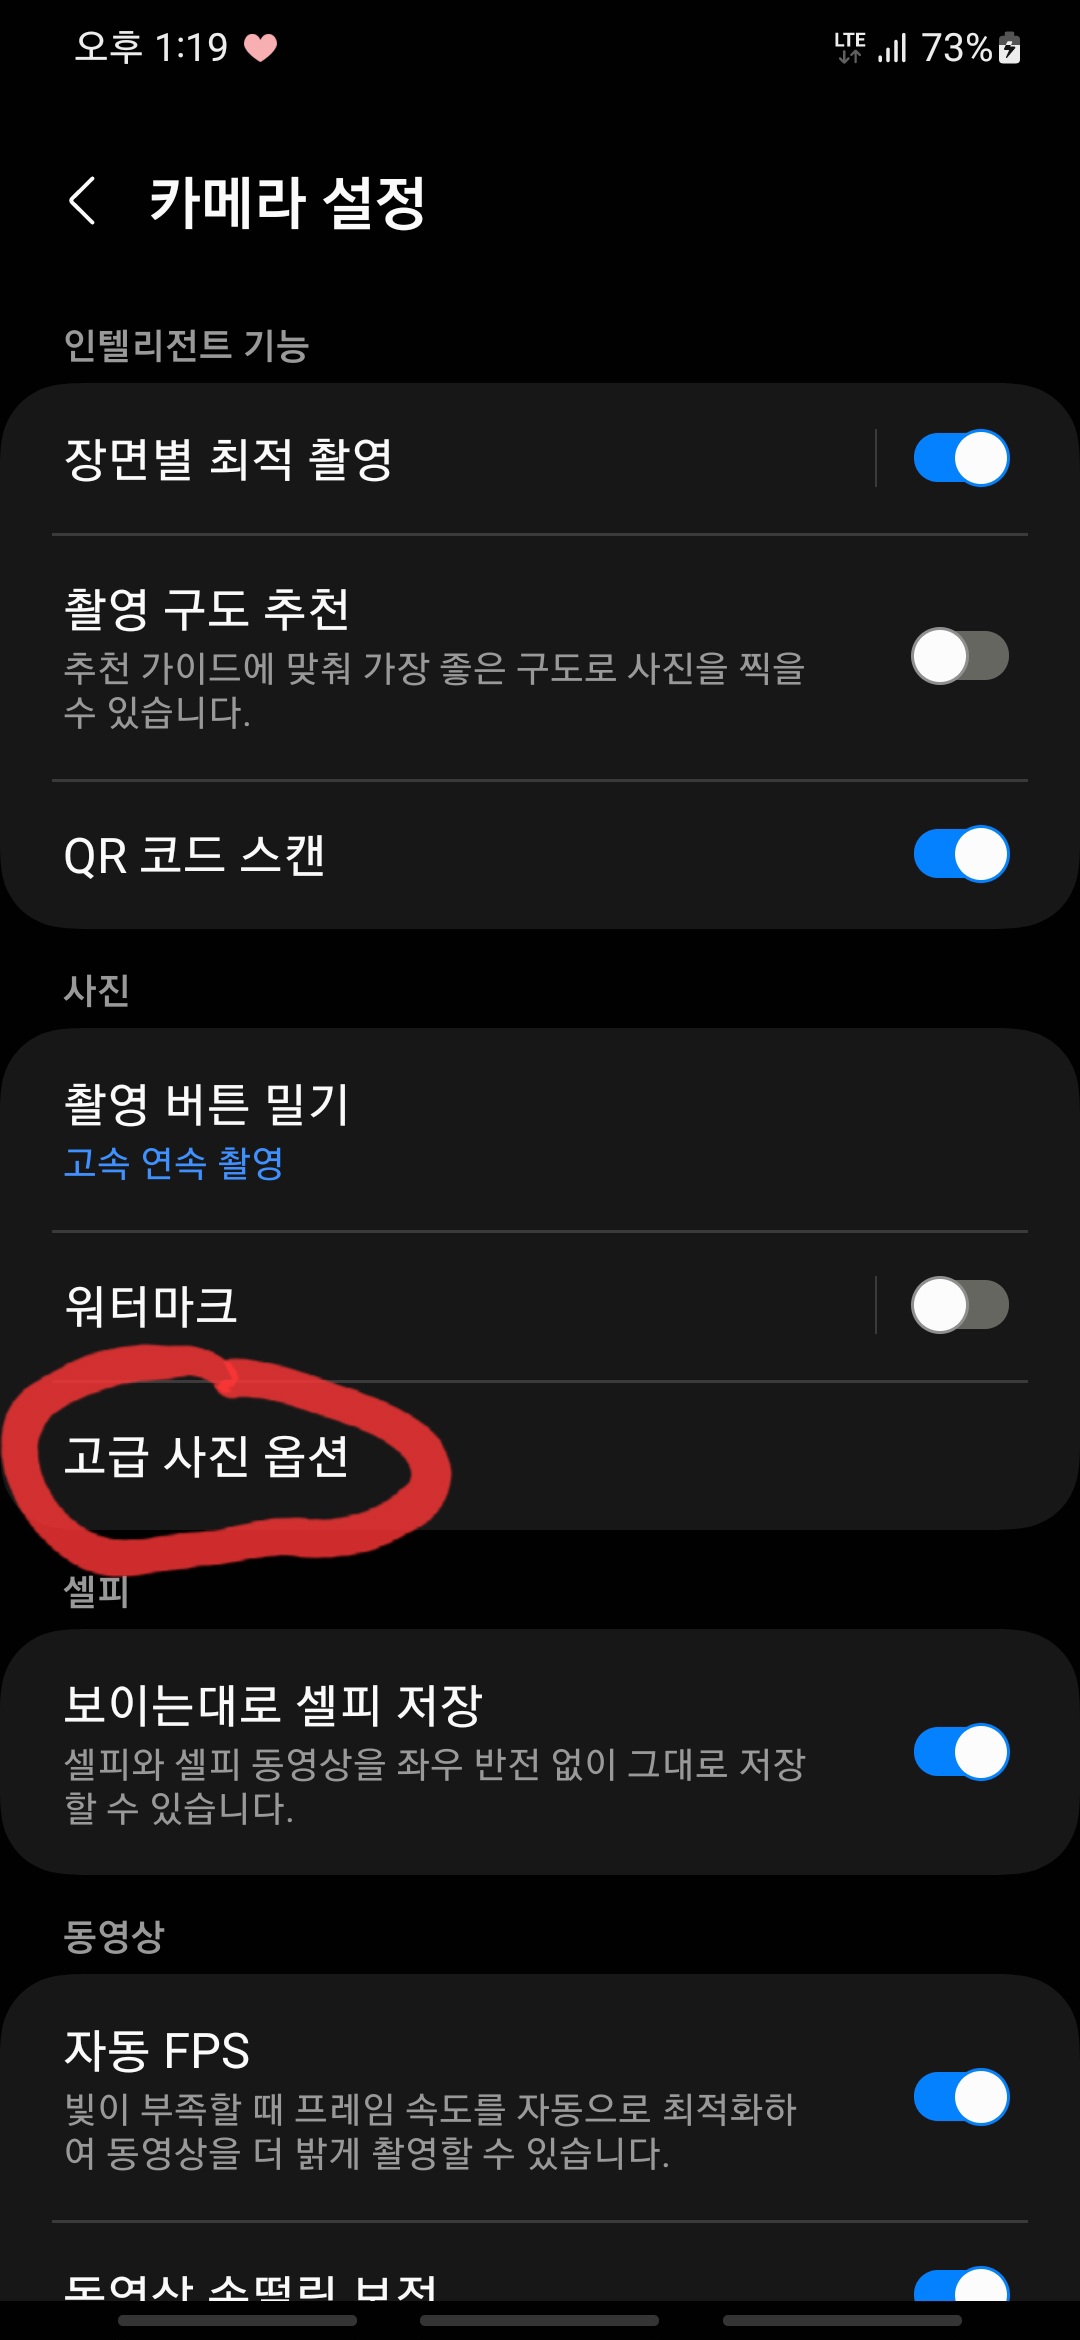 오후 1:19
LTE
73%
카메라 설정
인텔리전트 기능
장면별 최적 촬영
촬영 구도 추천
추천 가이드에 맞춰 가장 좋은 구도로 사진을 찍을
수 있습니다.
QR 코드 스캔
사진
촬영 버튼 밀기
고속 연속 촬영
워터마크
고급 사진 옵션
셀피
보이는대로 셀피 저장
셀피와 셀피 동영상을 좌우 반전 없이 그대로 저장
할 수 있습니다.
동영상
자동 FPS
빛이 부족할 때 프레임 속도를 자동으로 최적화하
여 동영상을 더 밝게 촬영할 수 있습니다.
동영상 손떨림 보정